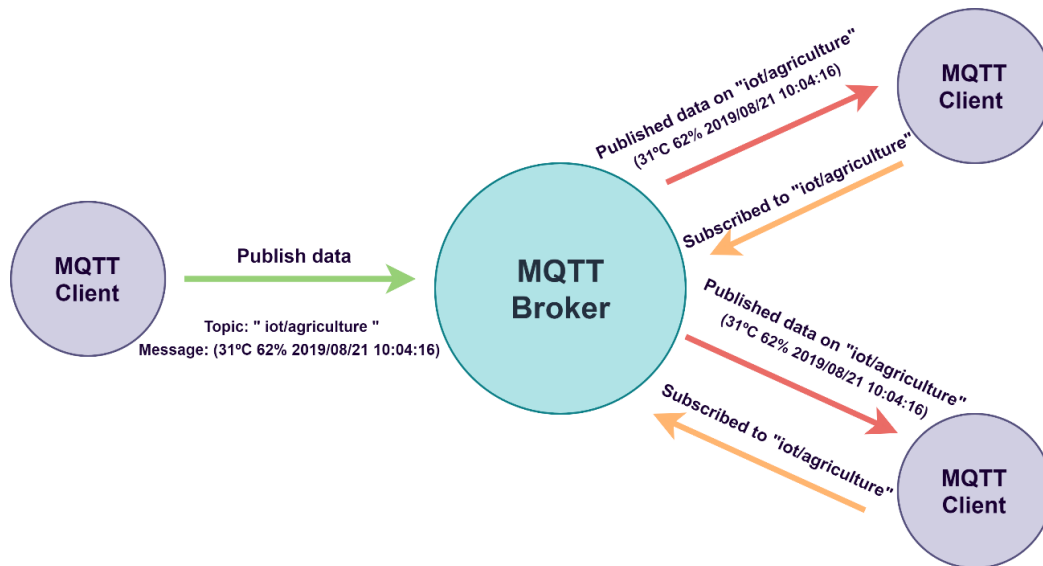 MQTT
Client
Publish data
Topic: " iot/agriculture "
Message: (31ºC 62% 2019/08/21 10:04:16)
MQTT
Broker
Published data on "iot/agriculture"
(31ºC 62% 2019/08/21 10:04:16)
Subscribed to "iot/agriculture"
MQTT
Client
Published data on "iot/agriculture"
(31ºC 62% 2019/08/21 10:04:16)
Subscribed to "iot/agriculture"
MQTT
Client